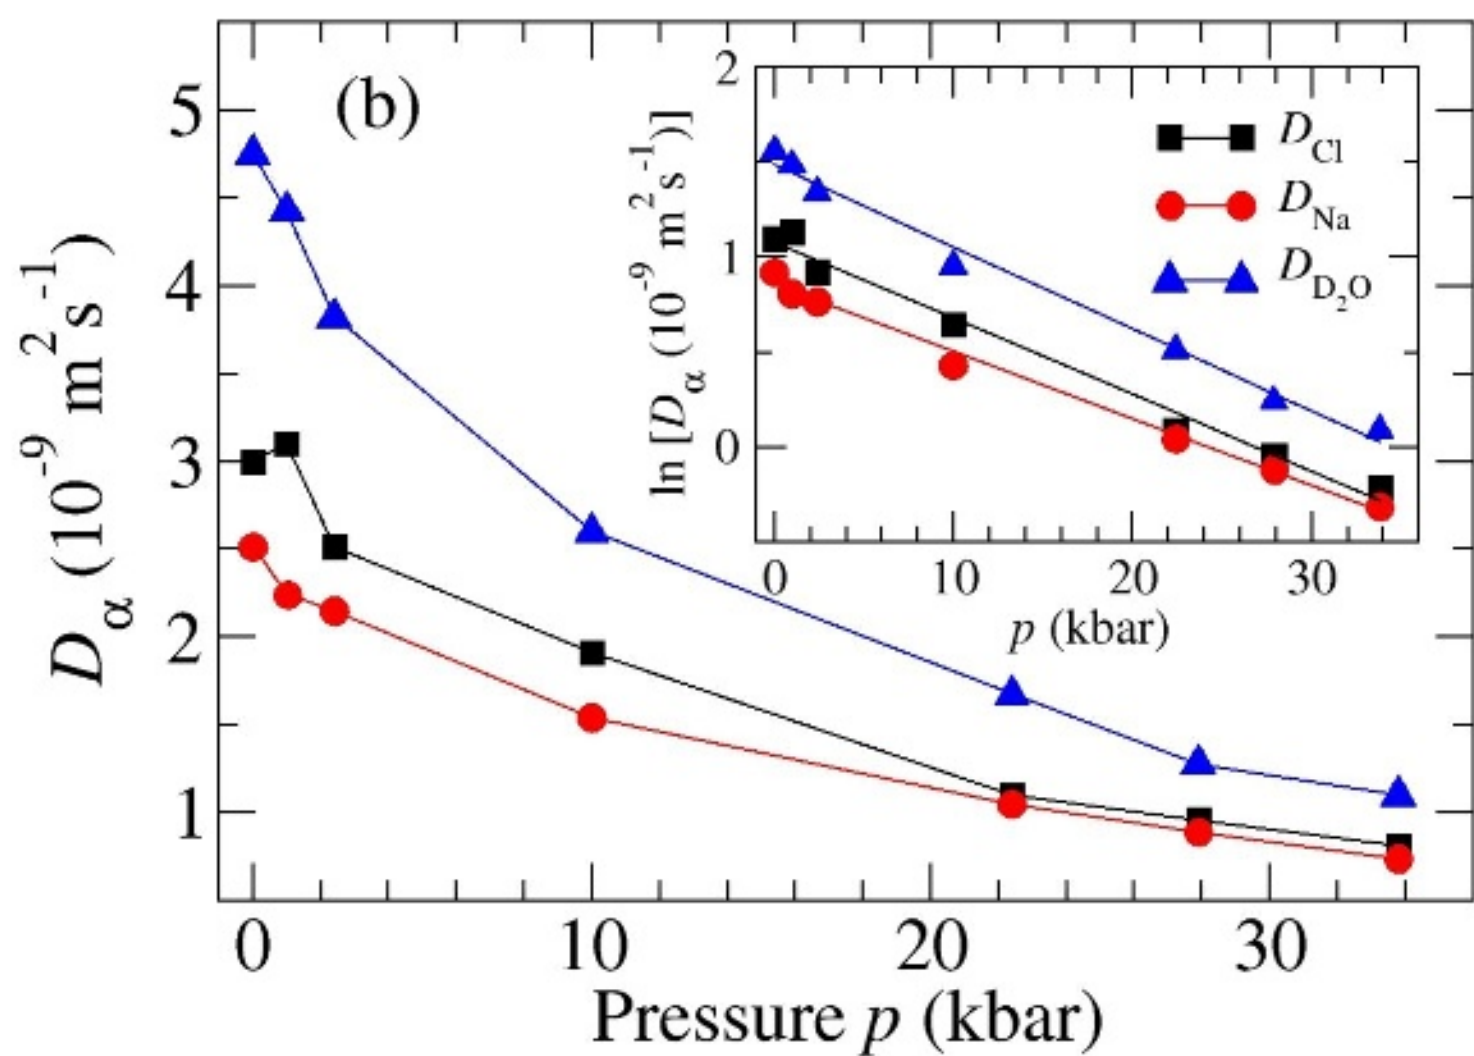 (b)
5
4
3
2
1
0 10 20 30
Pressure p (kbar)
D_α (10^-9 m^2 s^-1)
2
1
0
0 10 20 30
p (kbar)
ln [D_α (10^-9 m^2 s^-1)]
D_Cl
D_Na
D_D₂O